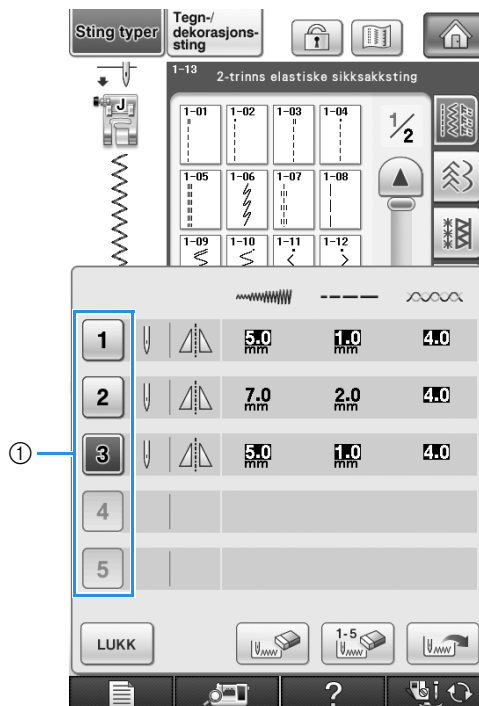 Sting typer
Tegn-/
dekorasjons-
sting
1-13 2-trinns elastiske sikksakksting
J
1-01 1-02 1-03 1-04
1/2
1-05 1-06 1-07 1-08
1-09 1-10 1-11 1-12
1 5.0 mm 1.0 mm 4.0
2 7.0 mm 2.0 mm 4.0
① 3 5.0 mm 1.0 mm 4.0
4
5
LUKK 1-5
?